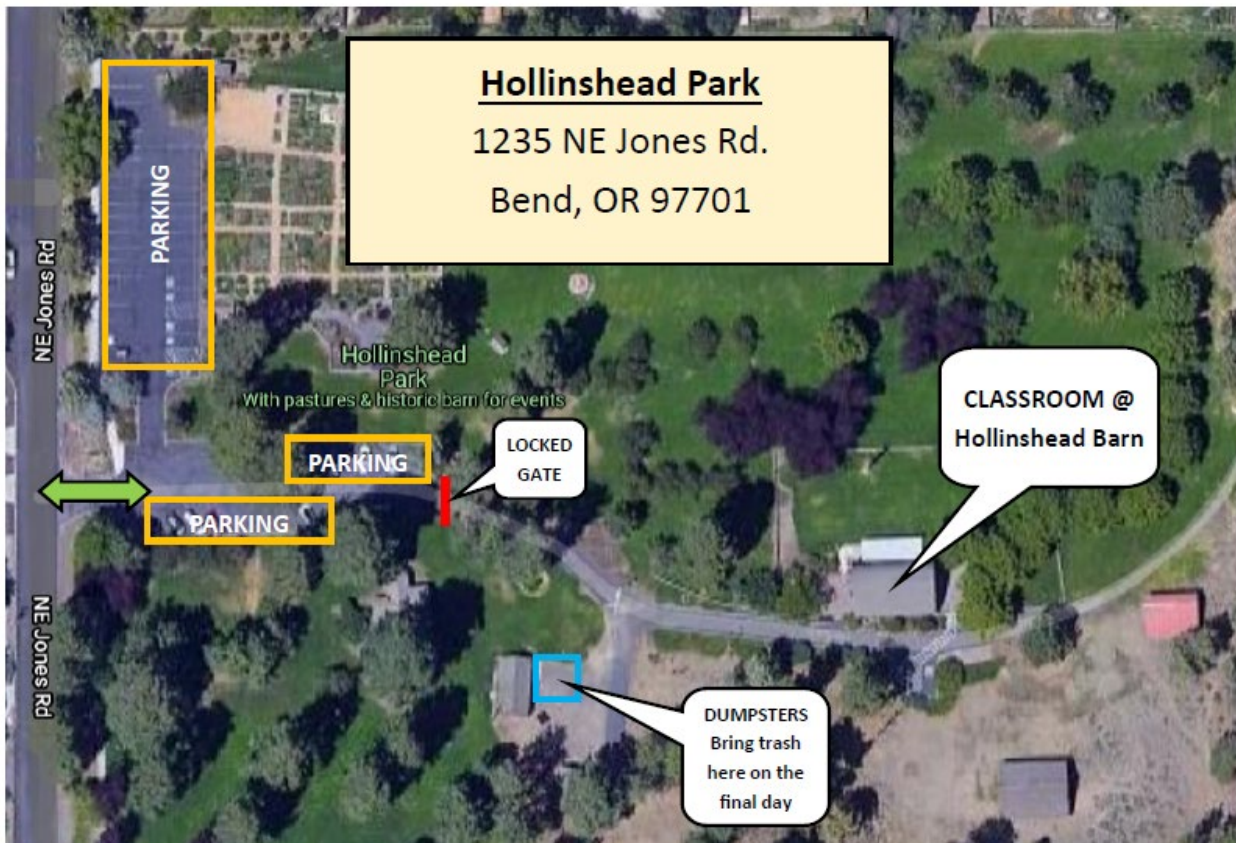 Hollinshead Park
1235 NE Jones Rd.
Bend, OR 97701
PARKING
NE Jones Rd
Hollinshead
Park
With pastures & historic barn for events
CLASSROOM @
Hollinshead Barn
LOCKED
GATE
PARKING
PARKING
NE Jones Rd
DUMPSTERS
Bring trash
here on the
final day